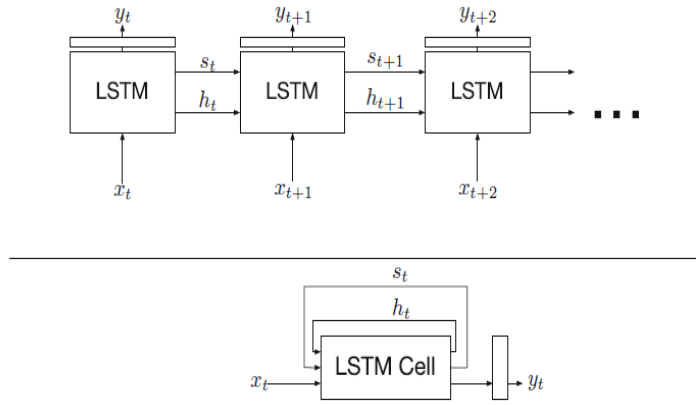 y_t y_{t+1} y_{t+2}
s_t s_{t+1}
LSTM LSTM LSTM
h_t h_{t+1}
...
x_t x_{t+1} x_{t+2}
s_t
h_t
LSTM Cell
x_t y_t